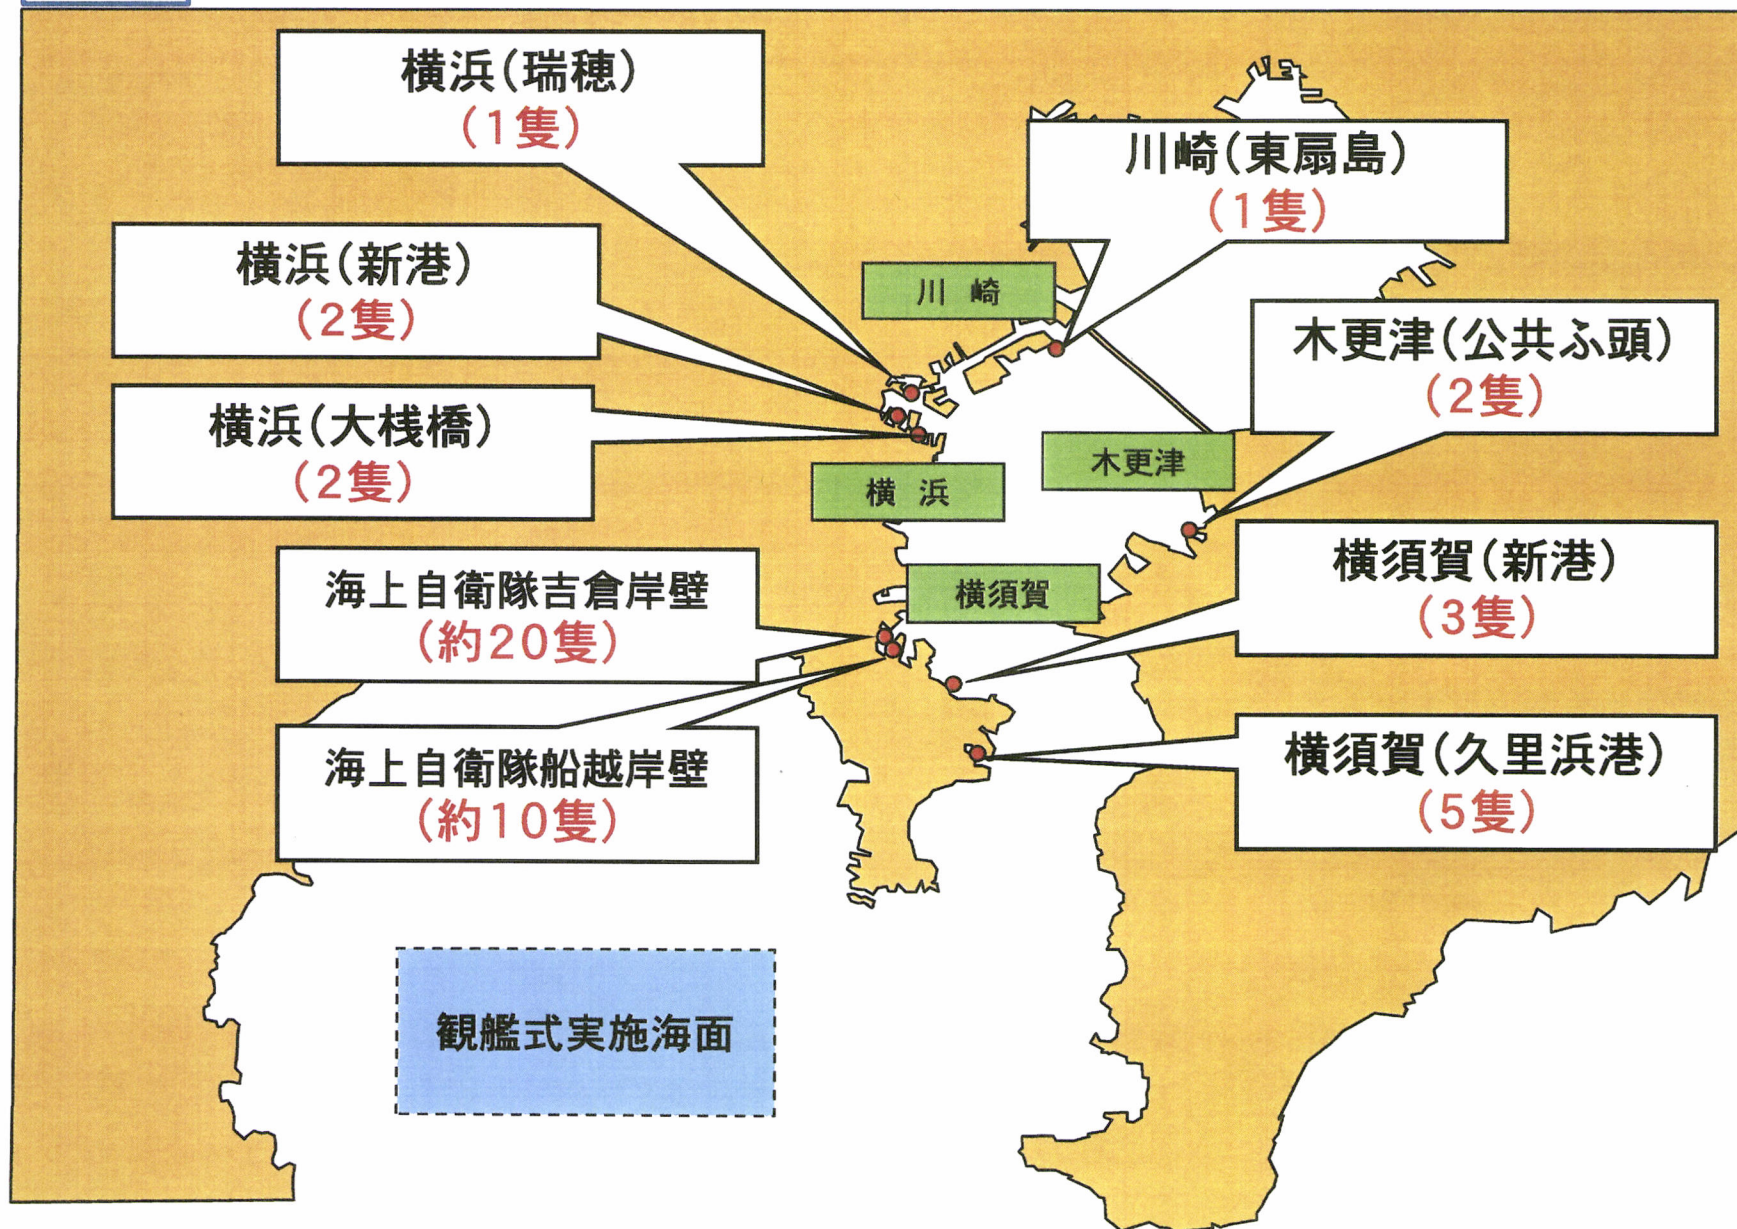 横浜(瑞穂)
(1隻)
川崎(東扇島)
(1隻)
横浜(新港)
(2隻)
川 崎
木更津(公共ふ頭)
(2隻)
横浜(大桟橋)
(2隻)
木更津
横 浜
海上自衛隊吉倉岸壁
(約20隻)
横須賀
横須賀(新港)
(3隻)
海上自衛隊船越岸壁
(約10隻)
横須賀(久里浜港)
(5隻)
観艦式実施海面